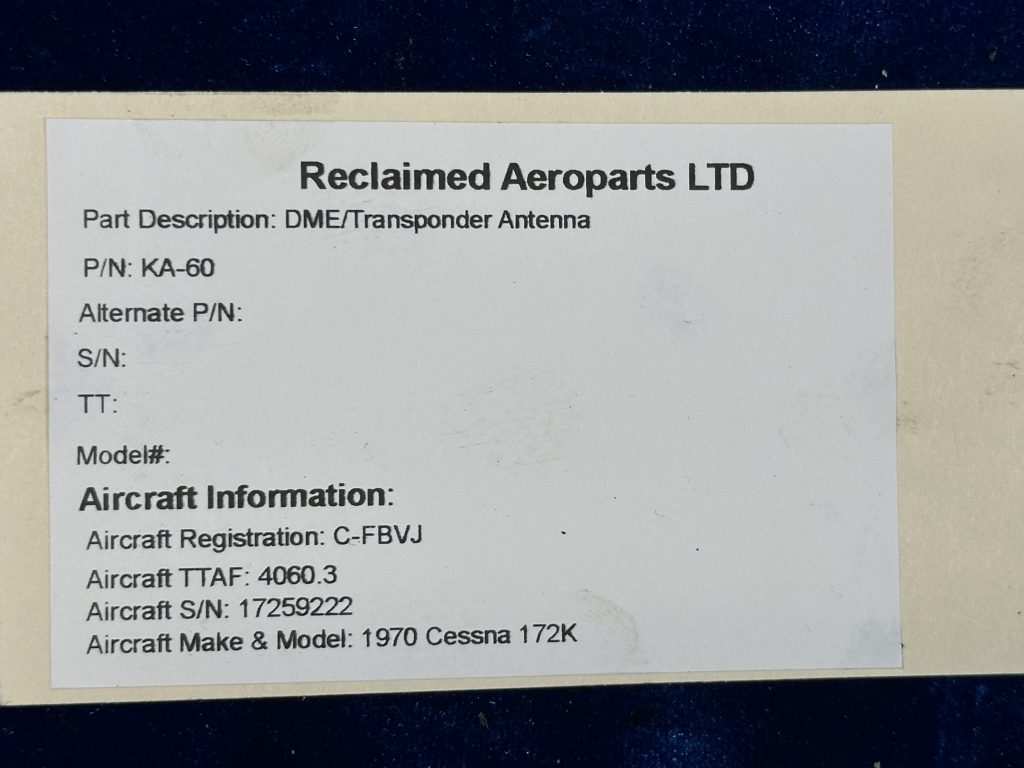 Reclaimed Aeroparts LTD
Part Description: DME/Transponder Antenna
P/N: KA-60
Alternate P/N:
S/N:
TT:
Model#:
Aircraft Information:
Aircraft Registration: C-FBVJ
Aircraft TTAF: 4060.3
Aircraft S/N: 17259222
Aircraft Make & Model: 1970 Cessna 172K